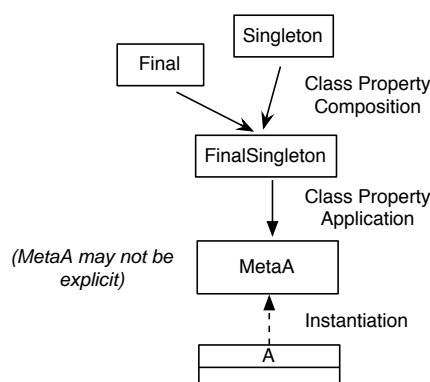 Singleton
Final
Class Property
Composition
FinalSingleton
Class Property
Application
(MetaA may not be
explicit)
MetaA
Instantiation
A